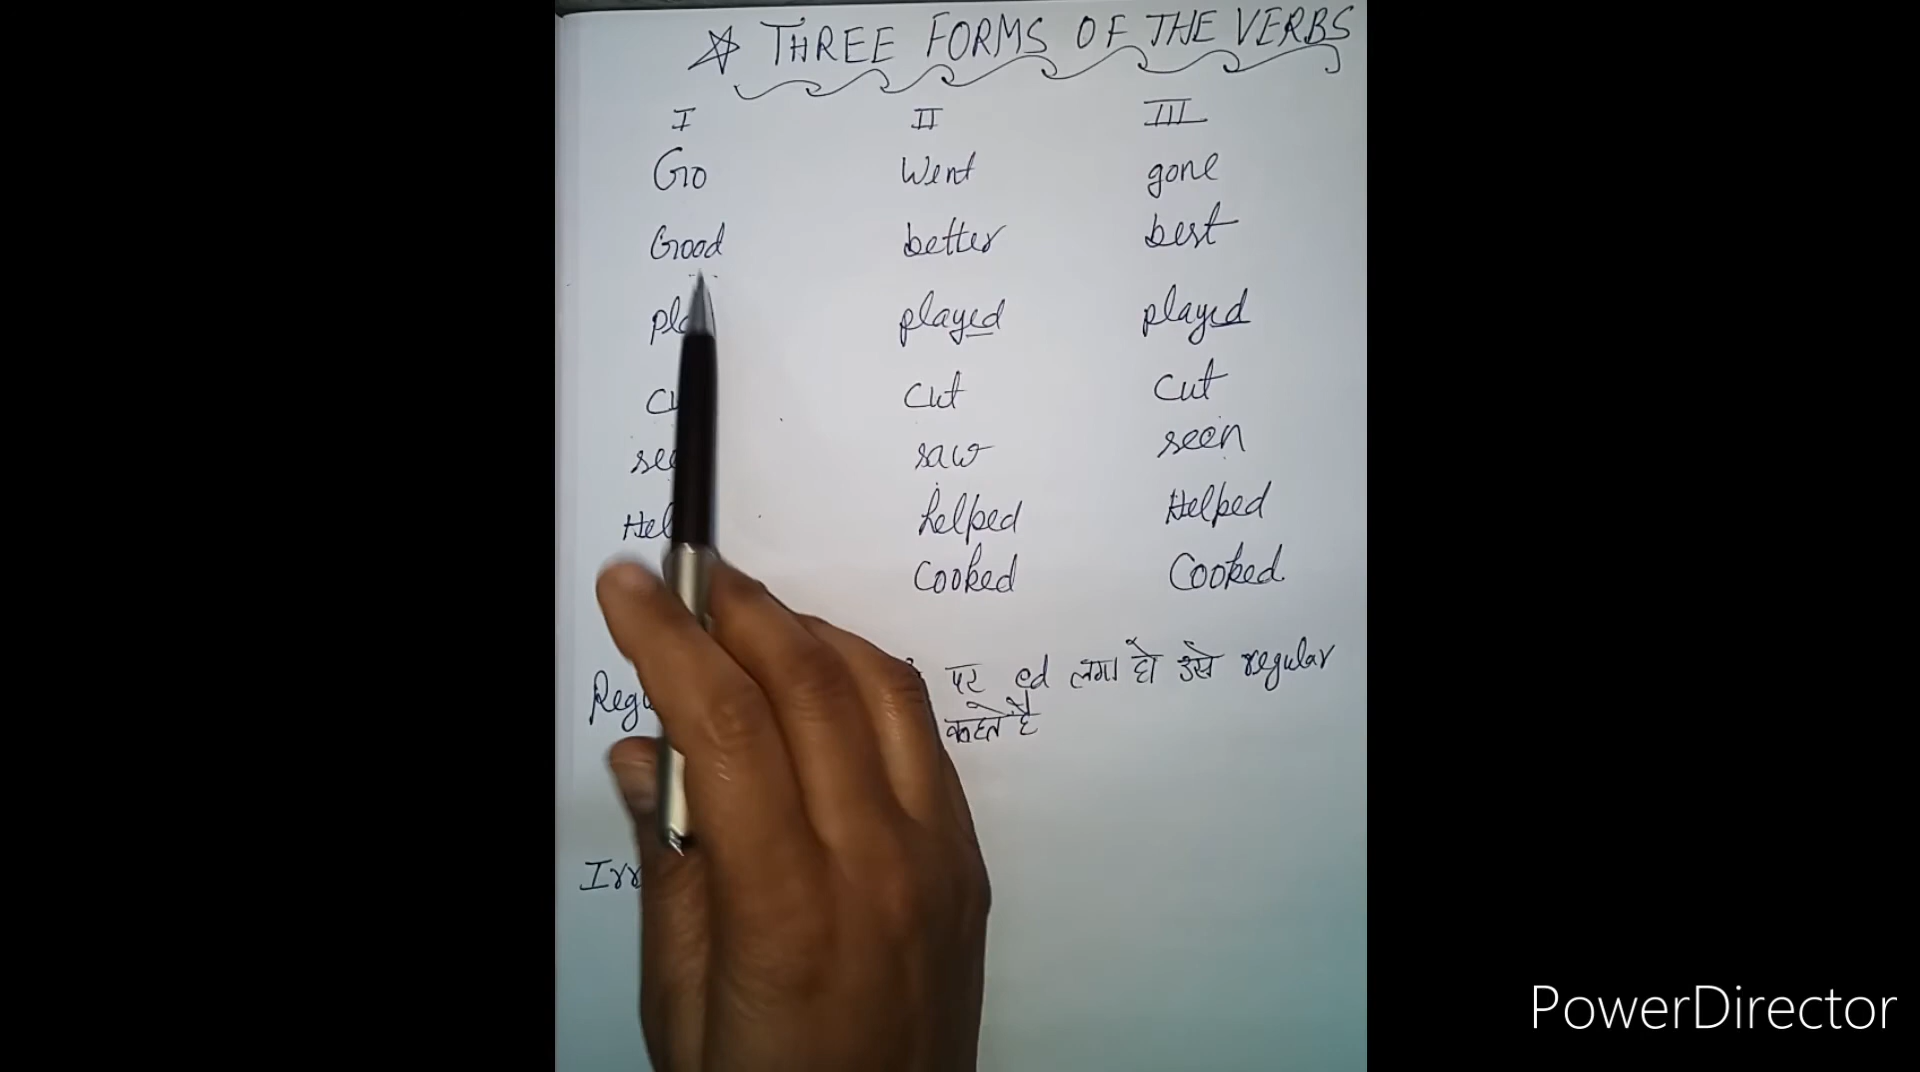 THREE FORMS OF THE VERBS
I II III
Go Went gone
Good better best
played played
cut cut
saw seen
helped Helped
Cooked Cooked.
पर ed लगा हो उसे regular
कहते है
PowerDirector